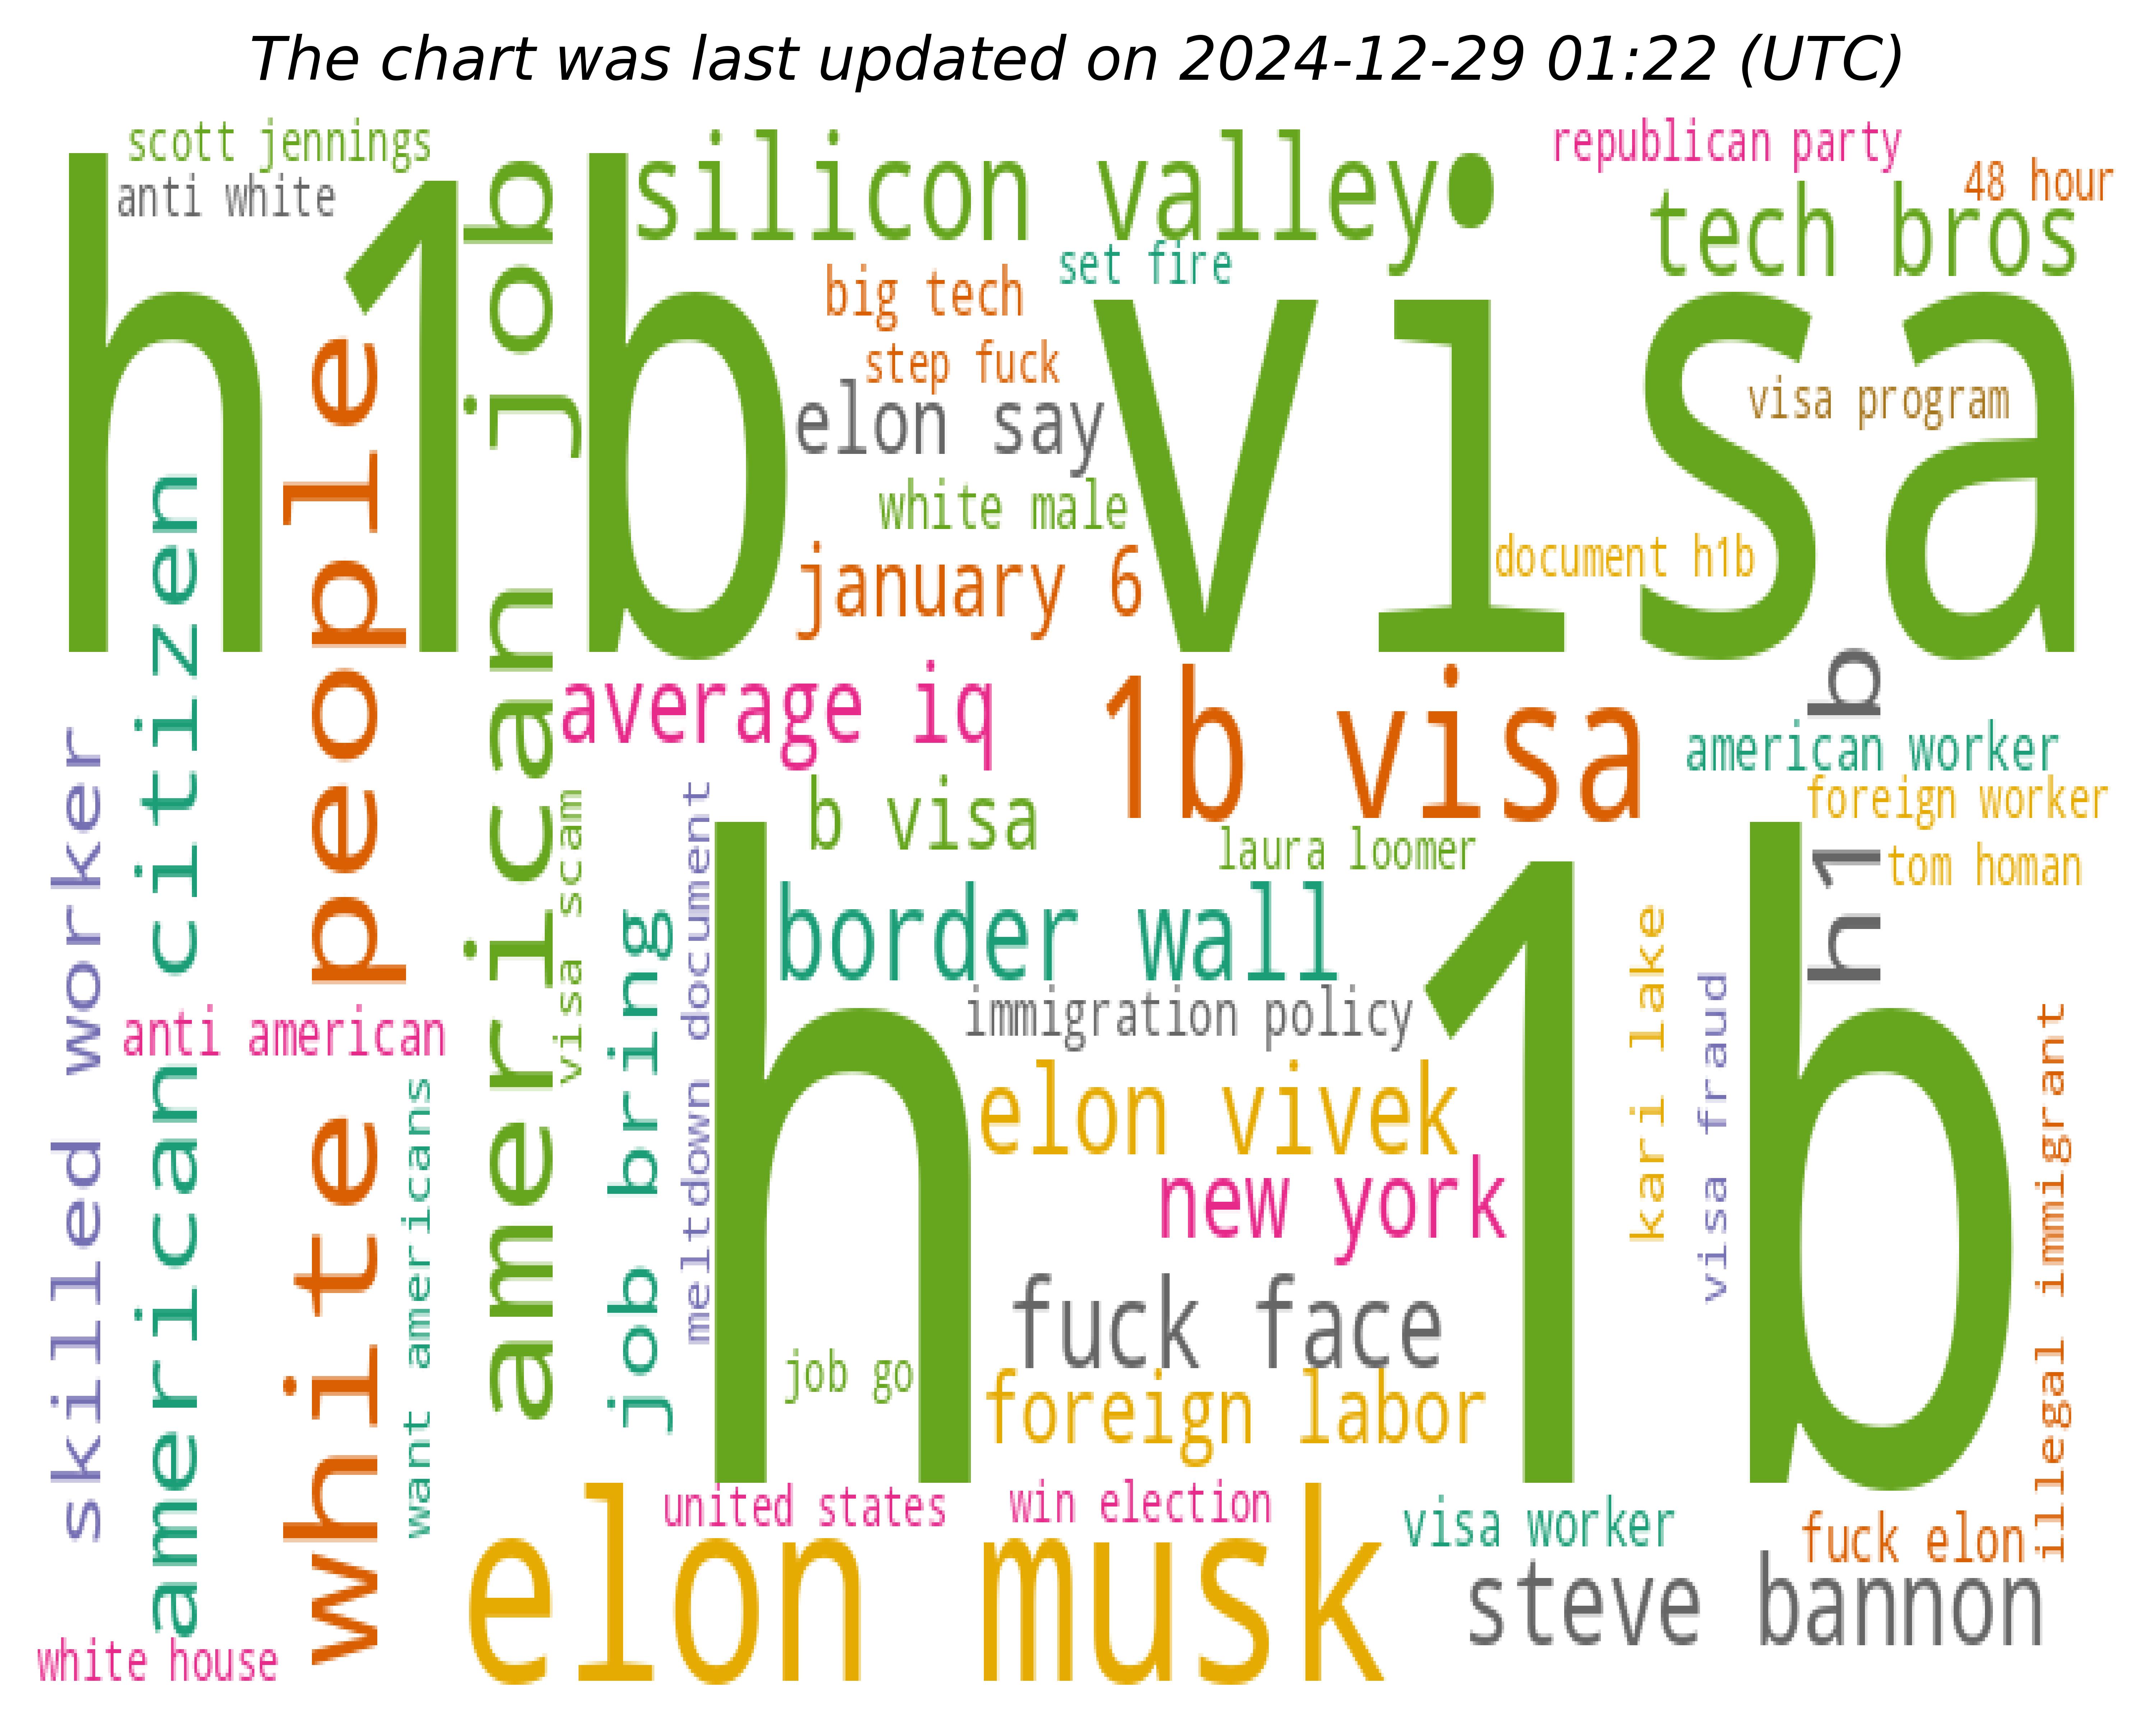 The chart was last updated on 2024-12-29 01:22 (UTC)
scott jennings
anti white
silicon valley
republican party
48 hour
tech bros
set fire
big tech
h1b visa
step fuck
elon say
visa program
white male
january 6
document h1b
average iq
1b visa
american worker
foreign worker
b visa
laura loomer
tom homan
h1b
border wall
immigration policy
anti american
elon vivek
new york
h1b
fuck face
job go
foreign labor
united states
win election
visa worker
fuck elon
elon musk
steve bannon
white house
skilled worker
american citizen
white people
want americans
american job
visa scam
job bring
meltdown document
kari lake
visa fraud
illegal immigrant